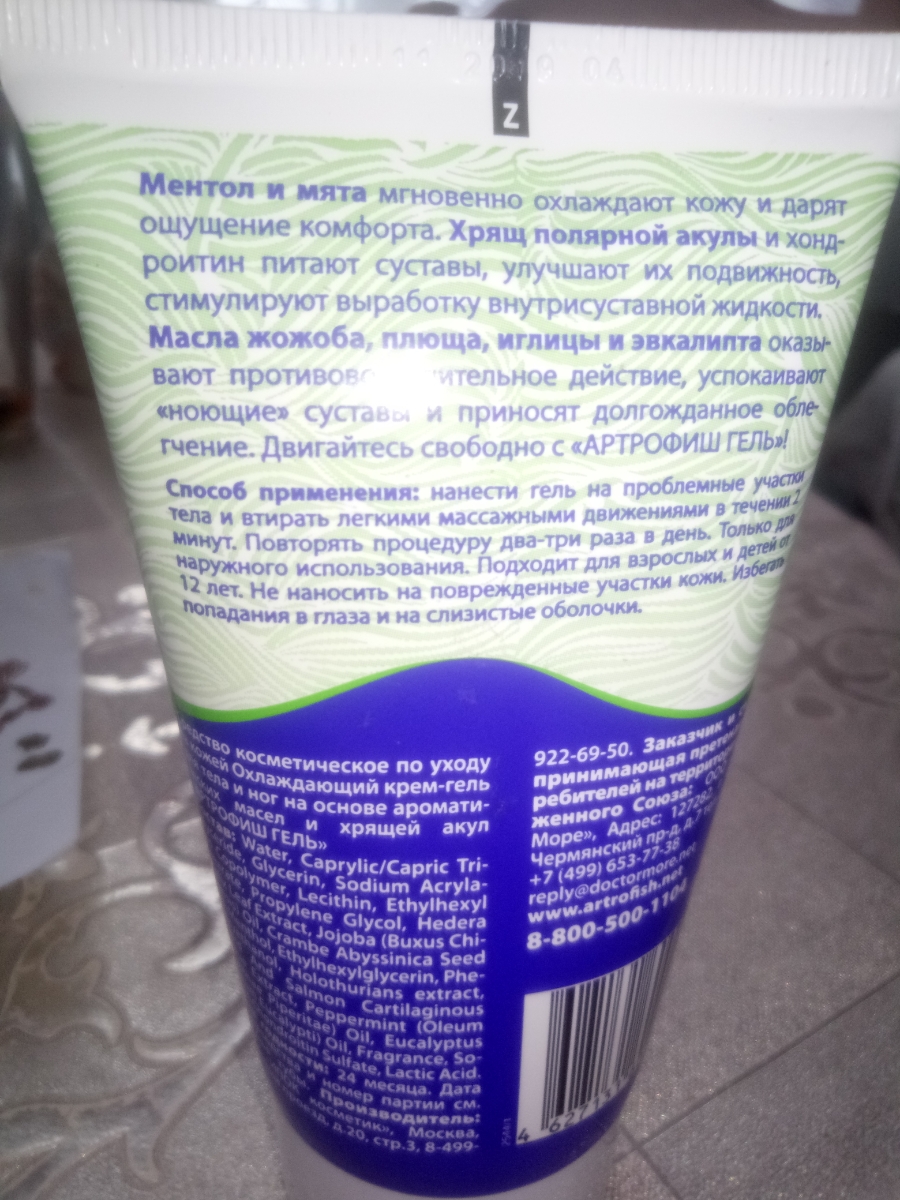 11 2019 04
Z
Ментол и мята мгновенно охлаждают кожу и дарят
ощущение комфорта. Хрящ полярной акулы и хонд-
роитин питают суставы, улучшают их подвижность,
стимулируют выработку внутрисуставной жидкости.
Масла жожоба, плюща, иглицы и эвкалипта оказы-
вают действие, успокаивают
«ноющие» суставы и приносят долгожданное обле-
гчение. Двигайтесь свободно с «АРТРОФИШ ГЕЛЬ»!
Способ применения: нанести гель на проблемные участки
тела и втирать легкими массажными движениями в течении 2
минут. Повторять процедуру два-три раза в день. Только для
наружного использования. Подходит для взрослых и детей от
12 лет. Не наносить на поврежденные участки кожи. Избегать
попадания в глаза и на слизистые оболочки.
косметическое по уходу
кожей Охлаждающий крем-гель
тела и ног на основе аромати-
масел и хрящей акул
ГЕЛЬ»
Water, Caprylic/Capric Tri-
Glycerin, Sodium Acryla-
Lecithin, Ethylhexyl
Propylene Glycol, Hedera
Extract, Jojoba (Buxus Chi-
Oil, Crambe Abyssinica Seed
Ethylhexylglycerin, Phe-
Holothurians extract,
Salmon Cartilaginous
Peppermint (Oleum
Piperitae) Oil, Eucalyptus
Oil, Fragrance, So-
Sulfate, Lactic Acid.
24 месяца. Дата
и номер партии см.
Производитель:
косметик», Москва,
д.20, стр.3, 8-499-
922-69-50. Заказчик и
принимающая
ребителей на
женного Союза:
Море», Адрес: 127282,
Чермянский пр-д, д.7
+7 (499) 653-77-38
reply@doctormore.net
www.artrofish.net
8-800-500-110